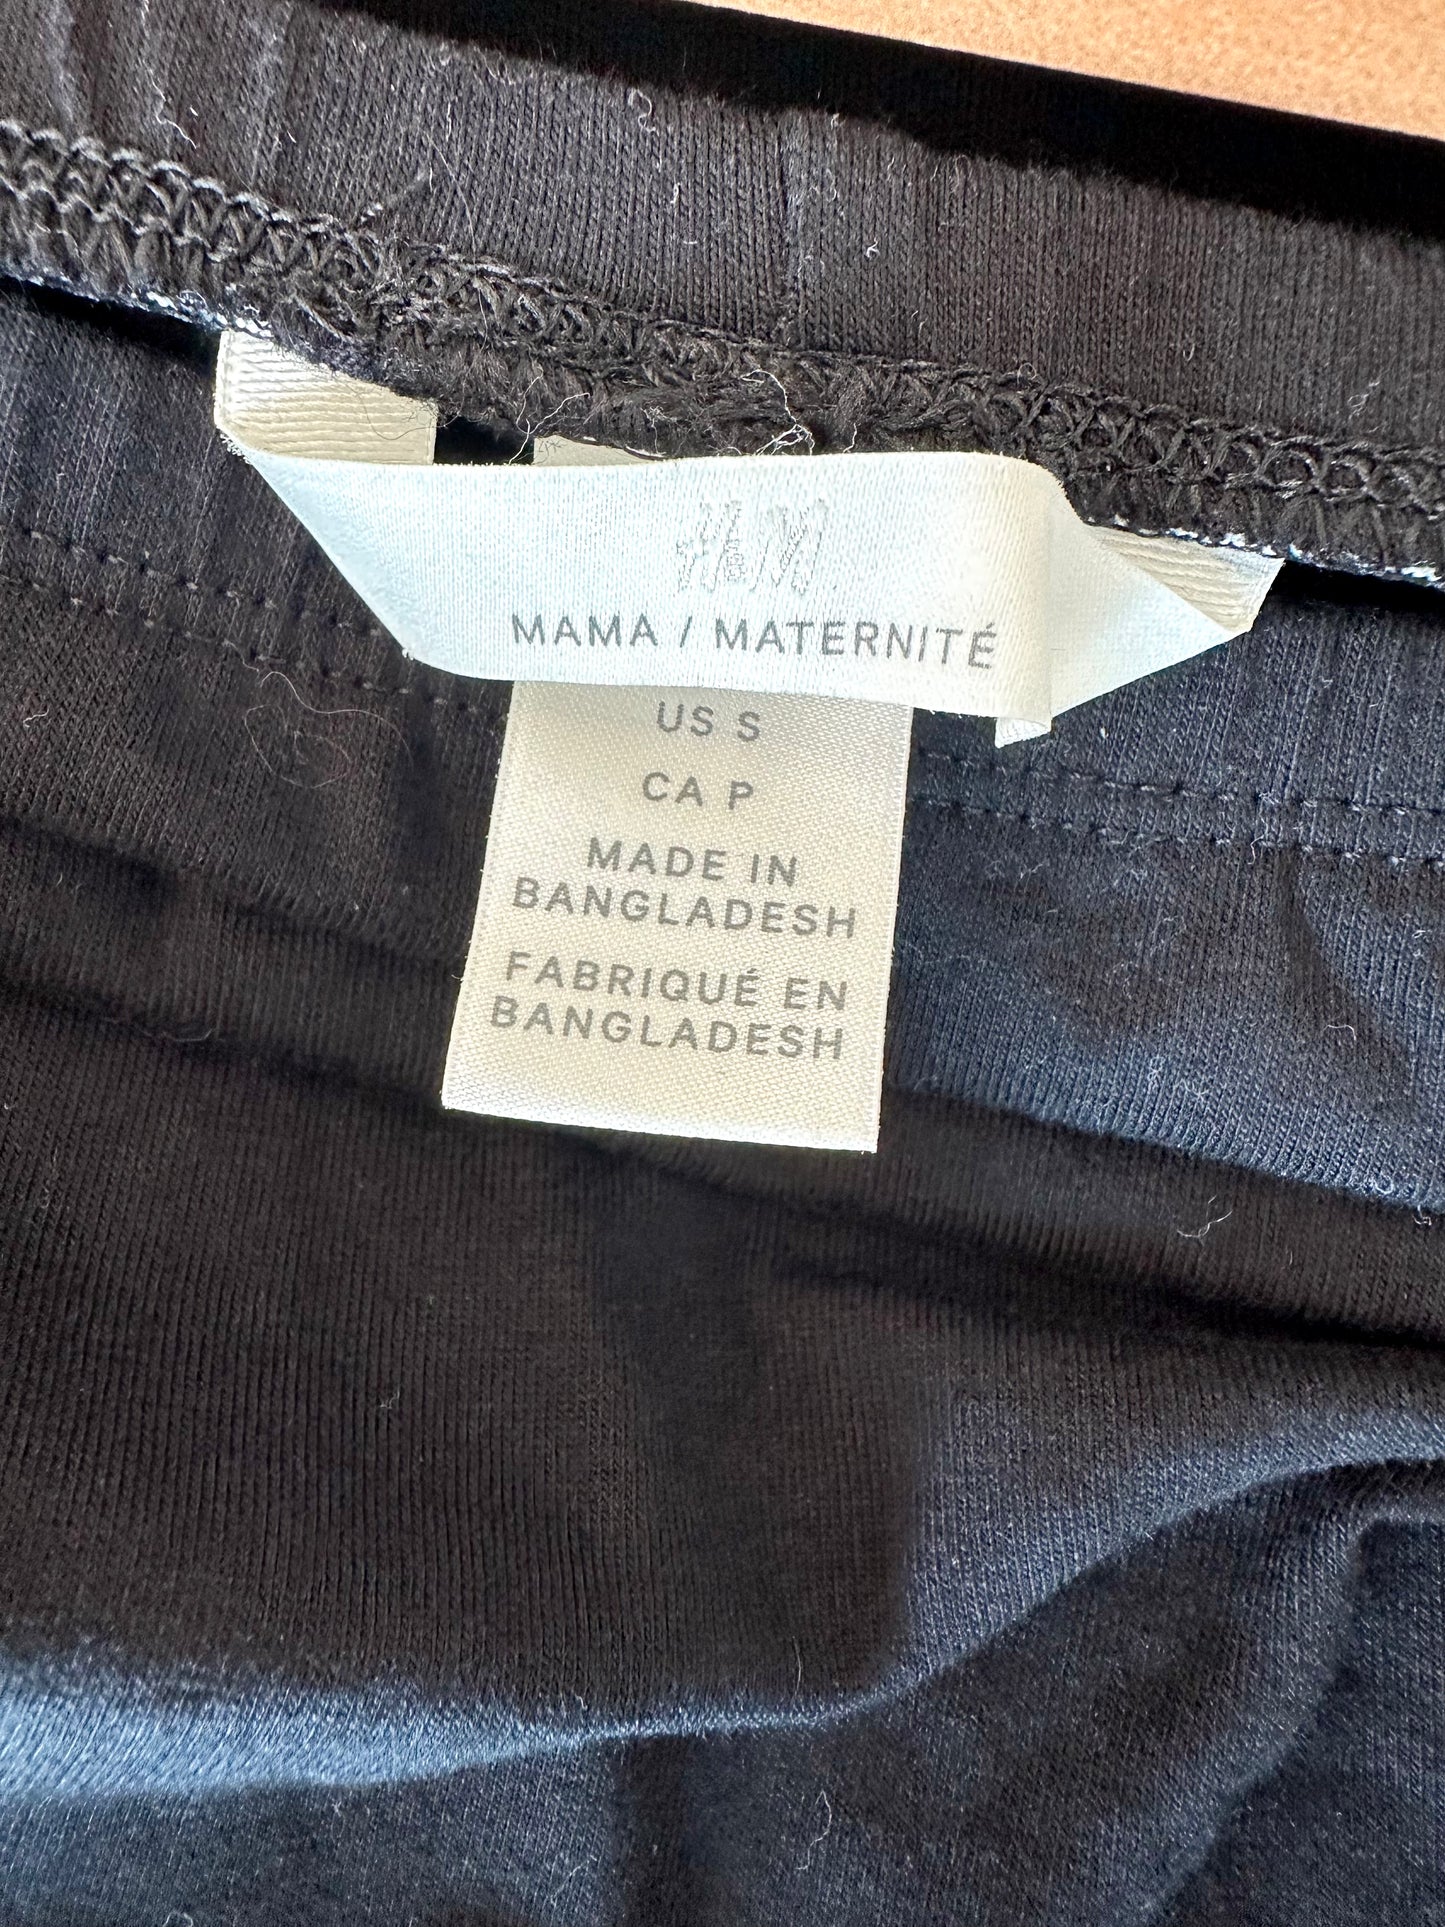 H&M
MAMA / MATERNITÉ
US S
CA P
MADE IN
BANGLADESH
FABRIQUÉ EN
BANGLADESH